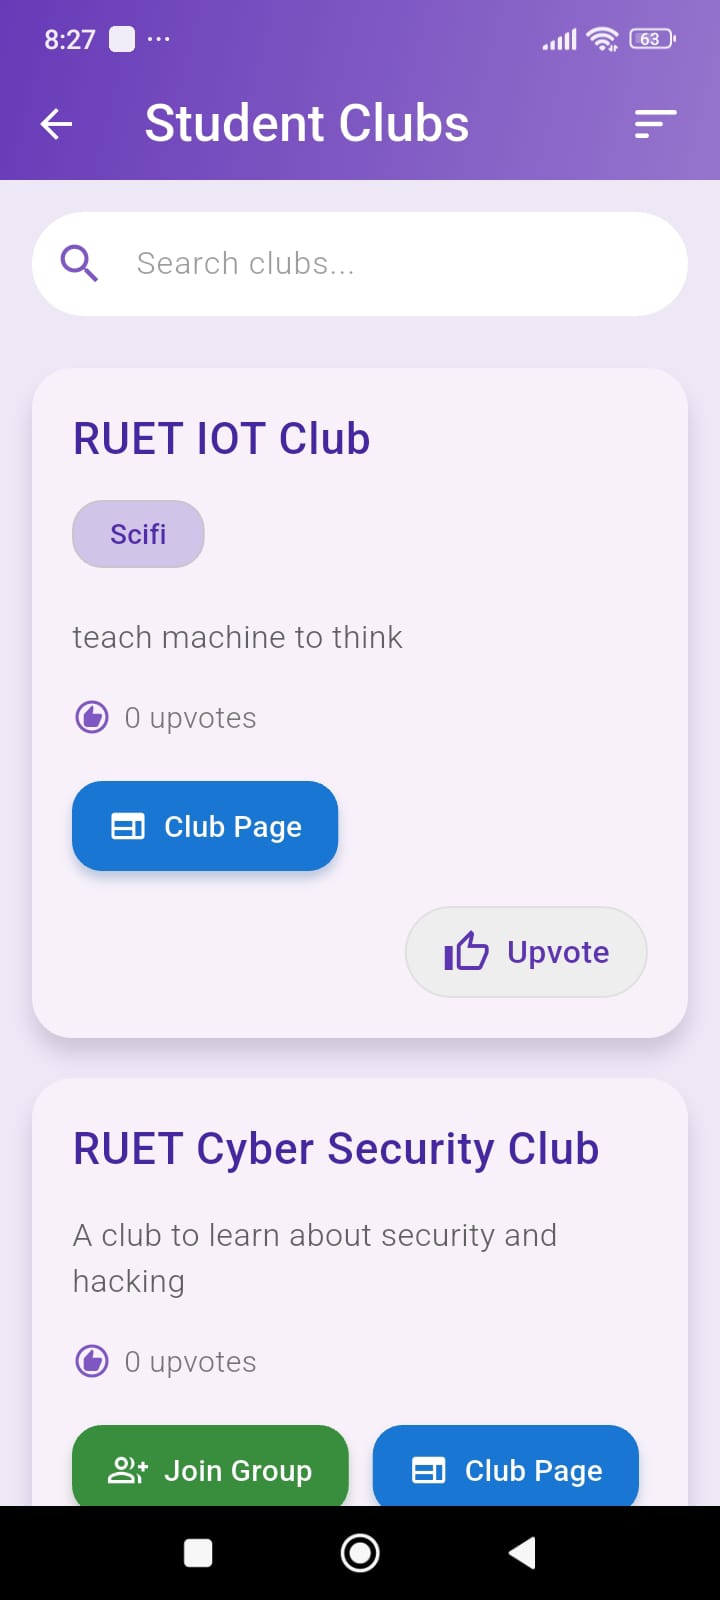 8:27
63
Student Clubs
Search clubs...
RUET IOT Club
Scifi
teach machine to think
0 upvotes
Club Page
Upvote
RUET Cyber Security Club
A club to learn about security and
hacking
0 upvotes
Join Group
Club Page